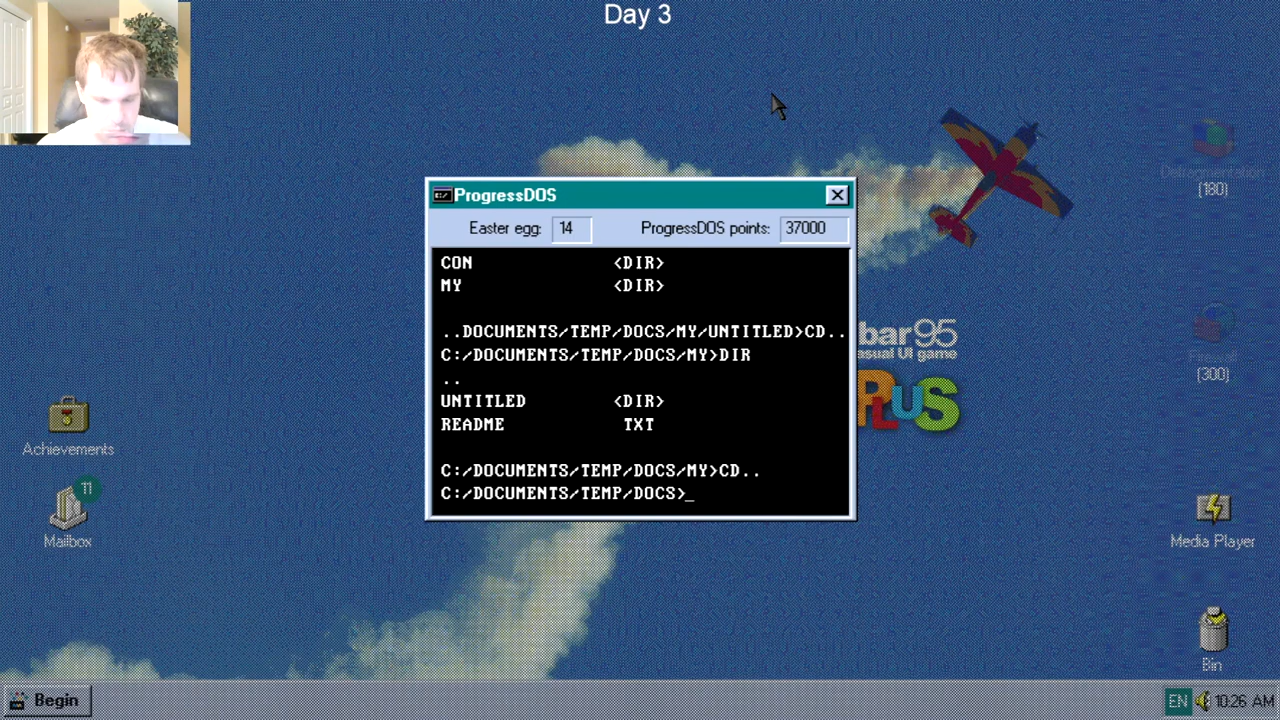 Day 3
ProgressDOS
Easter egg: 14 ProgressDOS points: 37000
CON <DIR>
MY <DIR>
..DOCUMENTS/TEMP/DOCS/MY/UNTITLED>CD..
C:/DOCUMENTS/TEMP/DOCS/MY>DIR
..
UNTITLED <DIR>
README TXT
C:/DOCUMENTS/TEMP/DOCS/MY>CD..
C:/DOCUMENTS/TEMP/DOCS>_
(180)
bar 95
asual UI game
PLUS
(300)
Achievements
11
Mailbox
Media Player
Bin
Begin
EN 10:26 AM